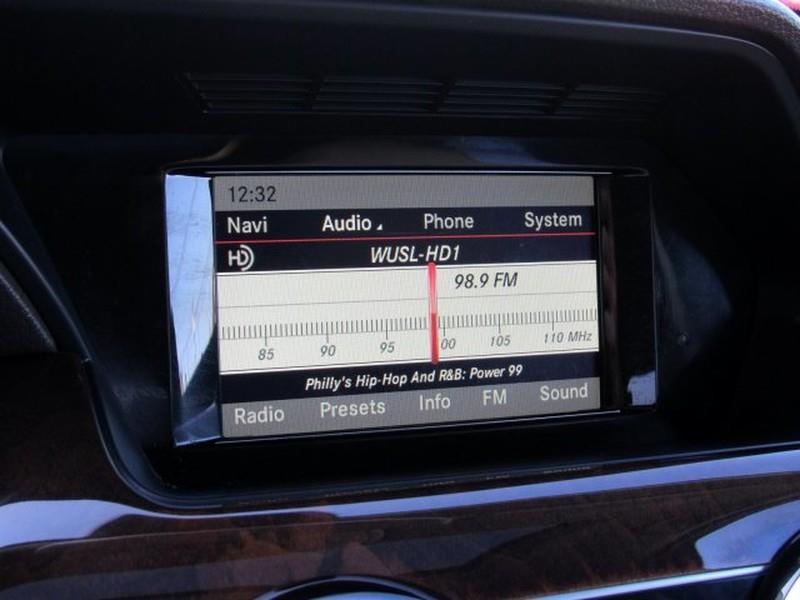 12:32
Navi Audio Phone System
HD WUSL-HD1
98.9 FM
85 90 95 00 105 110 MHz
Philly's Hip-Hop And R&B: Power 99
Radio Presets Info FM Sound